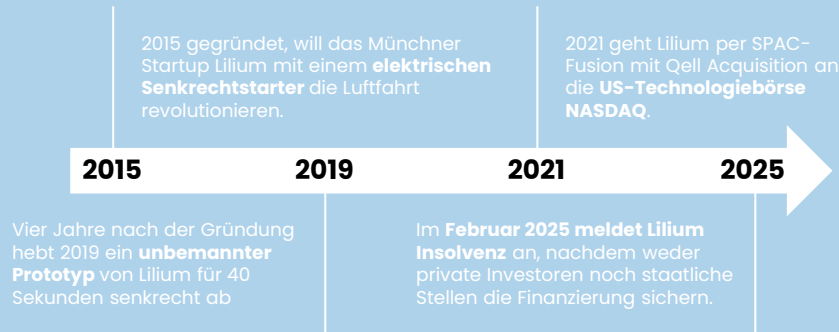 2015 gegründet, will das Münchner
Startup Lilium mit einem elektrischen
Senkrechtstarter die Luftfahrt
revolutionieren.
2021 geht Lilium per SPAC-
Fusion mit Qell Acquisition an
die US-Technologiebörse
NASDAQ.
2015 2019 2021 2025
Vier Jahre nach der Gründung
hebt 2019 ein unbemannter
Prototyp von Lilium für 40
Sekunden senkrecht ab
Im Februar 2025 meldet Lilium
Insolvenz an, nachdem weder
private Investoren noch staatliche
Stellen die Finanzierung sichern.